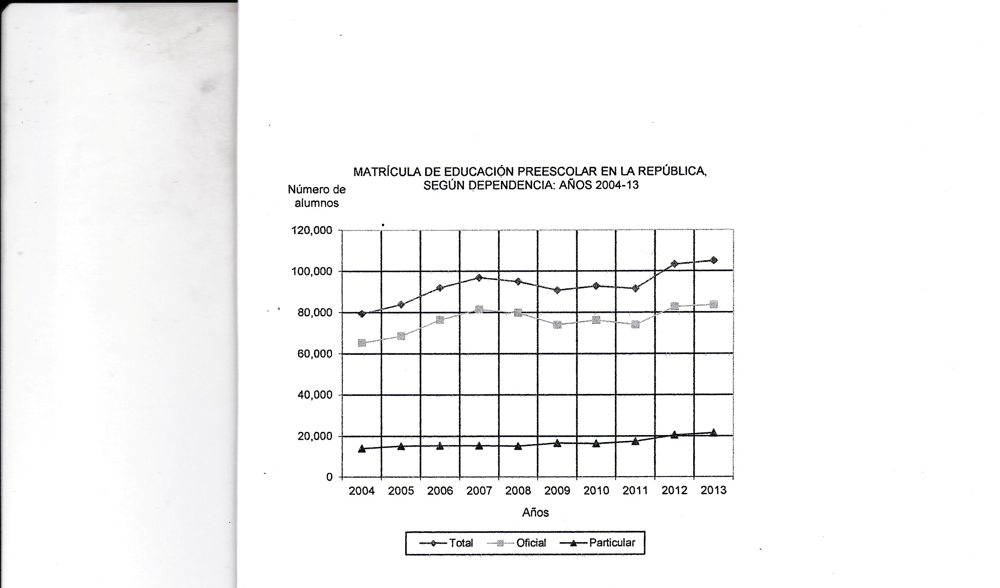 MATRÍCULA DE EDUCACIÓN PREESCOLAR EN LA REPÚBLICA,
SEGÚN DEPENDENCIA: AÑOS 2004-13
Número de
alumnos
120,000
100,000
80,000
60,000
40,000
20,000
0
2004 2005 2006 2007 2008 2009 2010 2011 2012 2013
Años
Total Oficial Particular